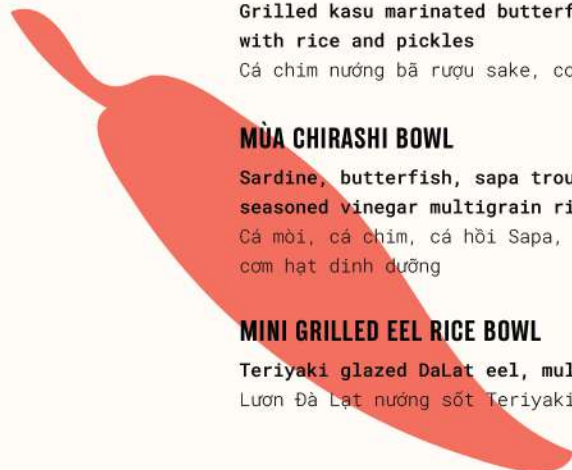 Grilled kasu marinated butterf
with rice and pickles
Cá chim nướng bã rượu sake, cơ
MÙA CHIRASHI BOWL
Sardine, butterfish, sapa trou
seasoned vinegar multigrain ri
Cá mòi, cá chim, cá hồi Sapa,
cơm hạt dinh dưỡng
MINI GRILLED EEL RICE BOWL
Teriyaki glazed DaLat eel, mul
Lươn Đà Lạt nướng sốt Teriyaki